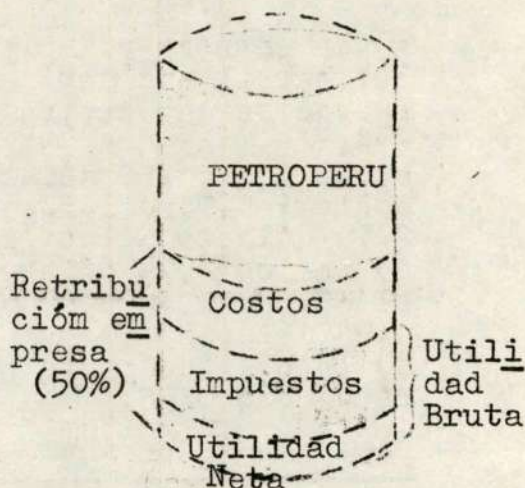 PETROPERU
Retribu
cióm em
presa
(50%)
Costos
Impuestos
Utili
dad
Bruta
Utilidad
Neta